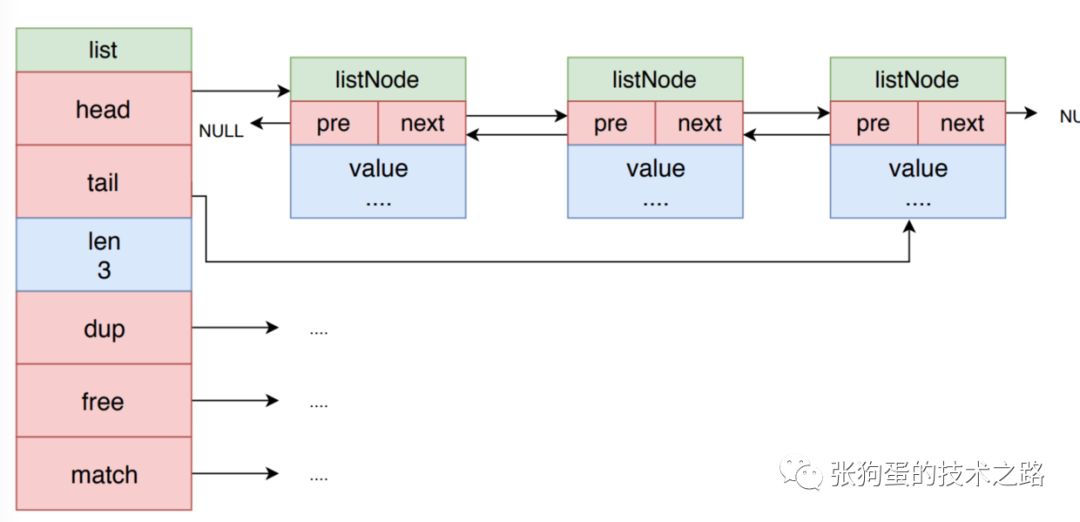 list
head
tail
len
3
dup
free
match
NULL
listNode
pre
next
value
....
listNode
pre
next
value
....
listNode
pre
next
value
....
....
....
....
张狗蛋的技术之路